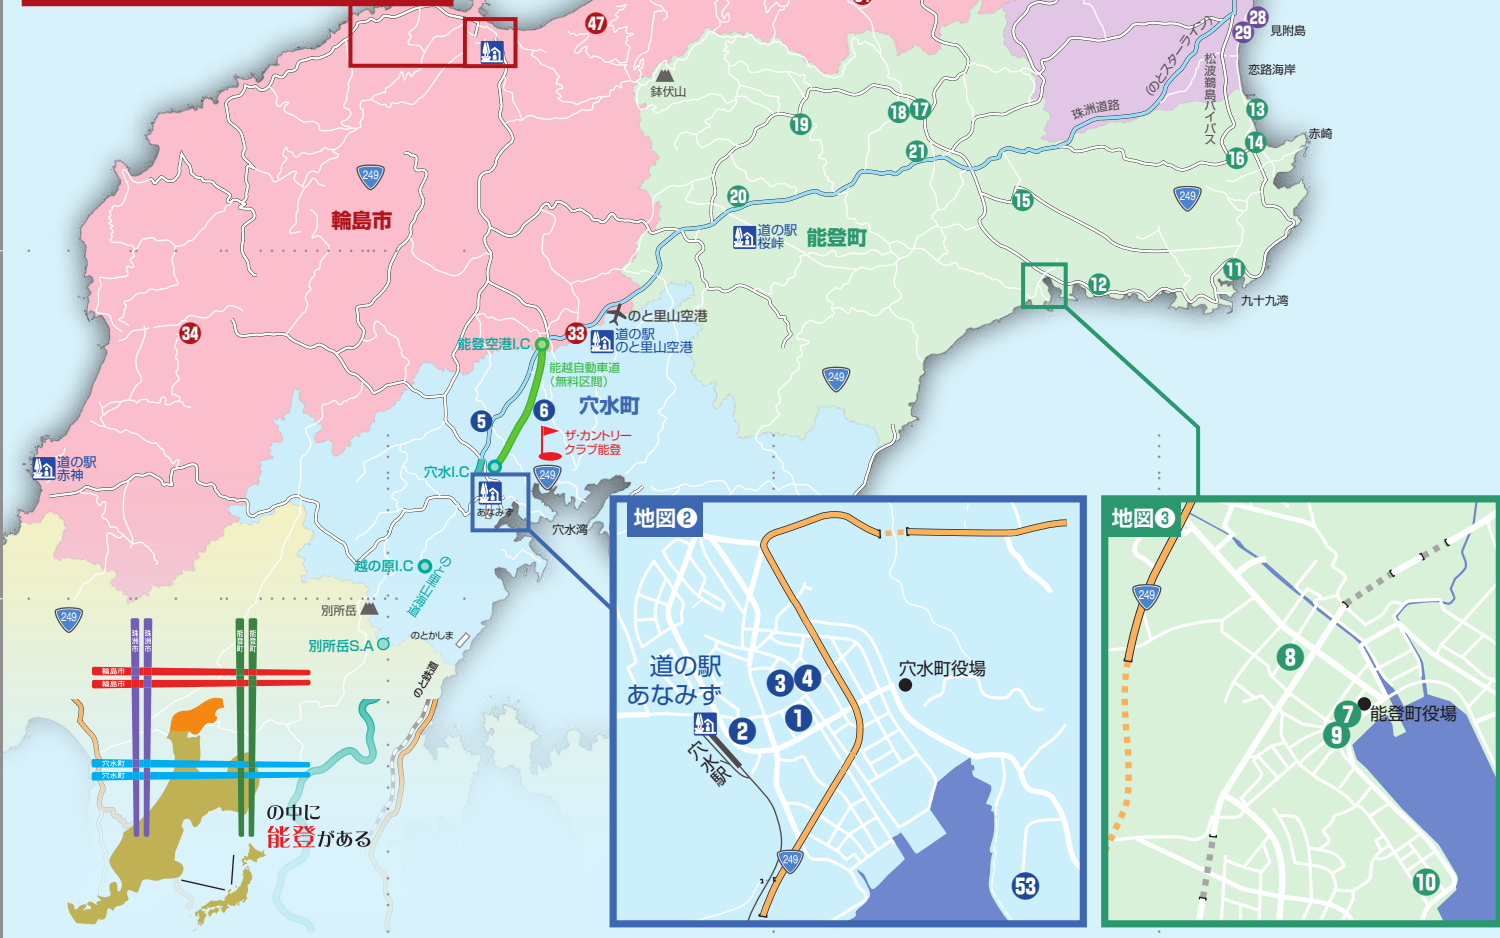 47
28
29
見附島
(のとスターライン)
松波鵜島バイパス
恋路海岸
鉢伏山
珠洲道路
19
18
17
13
14
赤崎
16
21
249
輪島市
20
15
249
道の駅
桜峠
能登町
11
12
九十九湾
34
のと里山空港
能登空港I.C
33
道の駅
のと里山空港
能越自動車道
(無料区間)
249
穴水町
5
6
ザ・カントリー
クラブ能登
道の駅
赤神
穴水I.C
249
あなみず
穴水湾
越の原I.C
のと里山海道
別所岳
249
別所岳S.A
のとかしま
のと鉄道
珠洲市
珠洲市
能登町
能登町
輪島市
輪島市
穴水町
穴水町
の中に
能登がある
地図2
道の駅
あなみず
3
4
1
2
穴水町役場
穴水駅
249
53
地図3
249
8
7
能登町役場
9
10